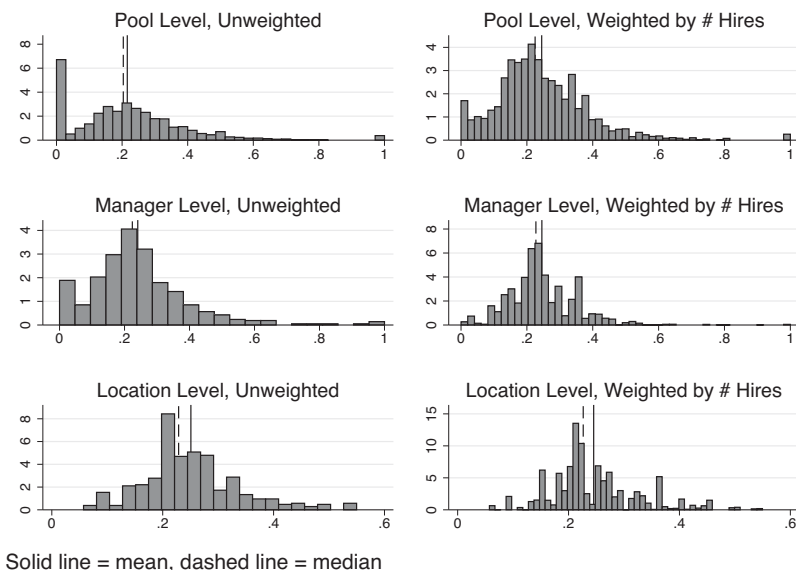 Pool Level, Unweighted
Pool Level, Weighted by # Hires
8
6
4
2
0
0 .2 .4 .6 .8 1
4
3
2
1
0
0 .2 .4 .6 .8 1
Manager Level, Unweighted
Manager Level, Weighted by # Hires
4
3
2
1
0
0 .2 .4 .6 .8 1
8
6
4
2
0
0 .2 .4 .6 .8 1
Location Level, Unweighted
Location Level, Weighted by # Hires
8
6
4
2
0
0 .2 .4 .6
15
10
5
0
0 .2 .4 .6
Solid line = mean, dashed line = median